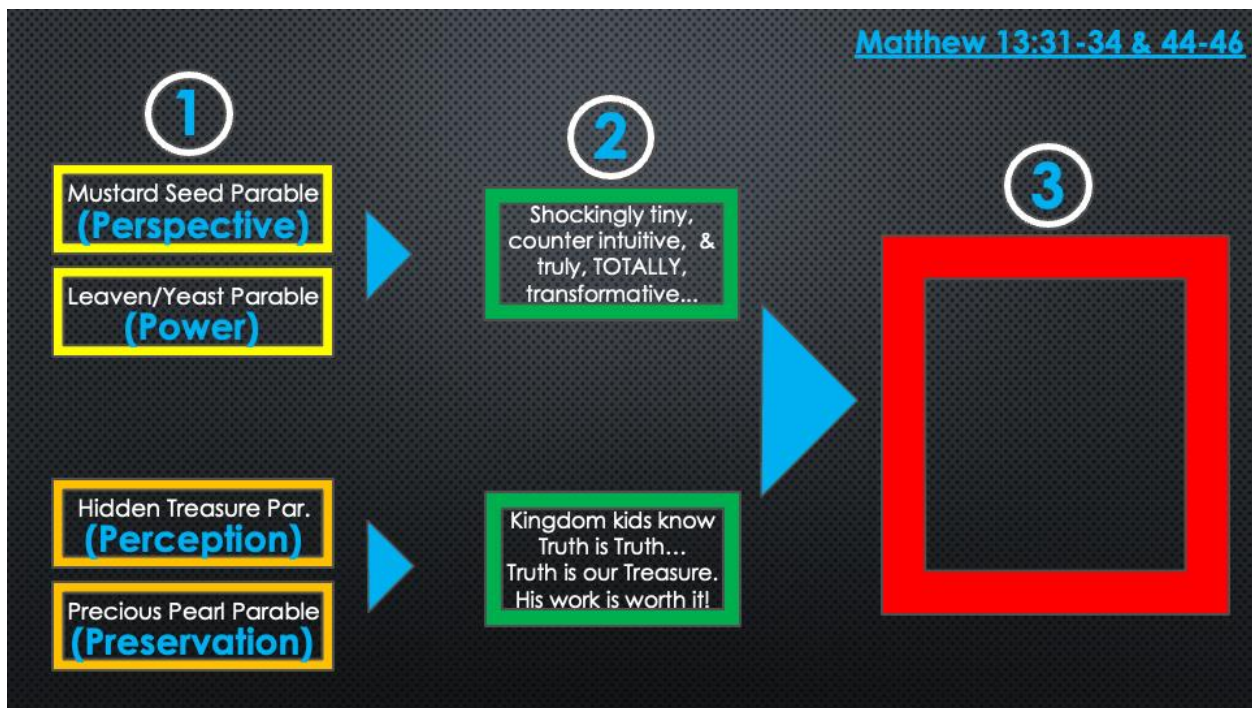 Matthew 13:31-34 & 44-46
1
Mustard Seed Parable
(Perspective)
Leaven/Yeast Parable
(Power)
Hidden Treasure Par.
(Perception)
Precious Pearl Parable
(Preservation)
2
Shockingly tiny,
counter intuitive, &
truly, TOTALLY,
transformative...
Kingdom kids know
Truth is Truth…
Truth is our Treasure.
His work is worth it!
3